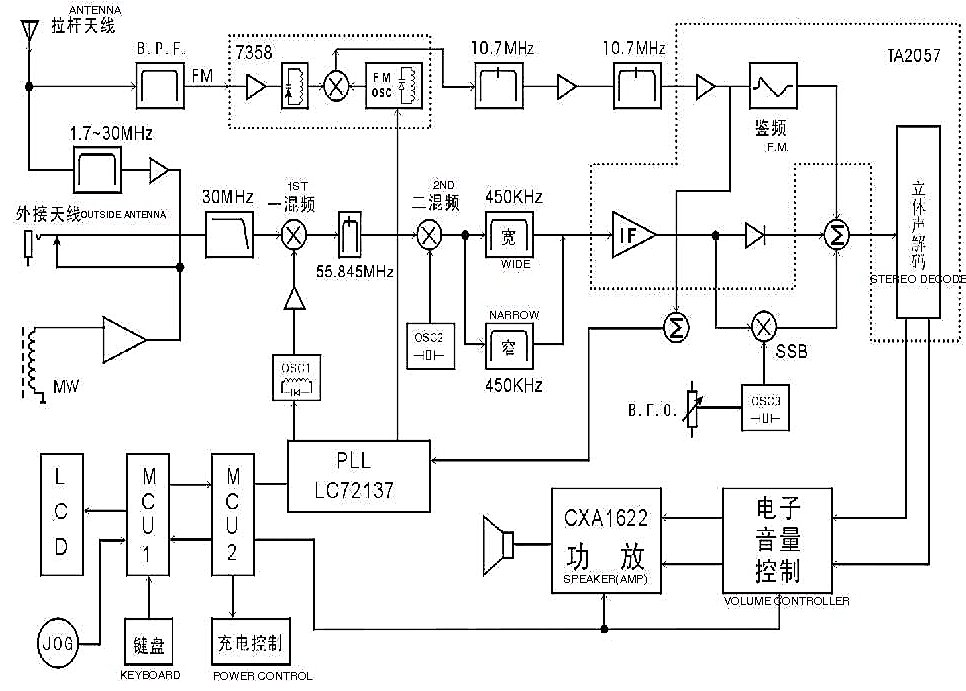 ANTENNA
拉杆天线
B.P.F.
FM
7358
FM
OSC
10.7MHz
10.7MHz
TA2057
鉴频
F.M.
1.7~30MHz
外接天线OUTSIDE ANTENNA
30MHz
1ST
一混频
55.845MHz
2ND
二混频
450KHz
宽
WIDE
NARROW
窄
450KHz
IF
Σ
Σ
立体声解码
STEREO DECODE
SSB
OSC1
OSC2
OSC3
B.F.O.
MW
PLL
LC72137
LCD
MCU1
MCU2
JOG
键盘
KEYBOARD
充电控制
POWER CONTROL
CXA1622
功 放
SPEAKER(AMP)
电子
音量
控制
VOLUME CONTROLLER